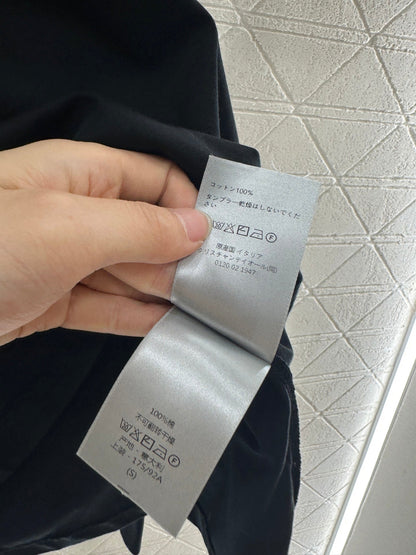 コットン100%
タンブラー乾燥はしないでくだ
さい
原産国 イタリア
クリスチャンディオール(同)
0120.02.1947
100%棉
不可翻转干燥
产地-意大利
上装-175/92A
(S)